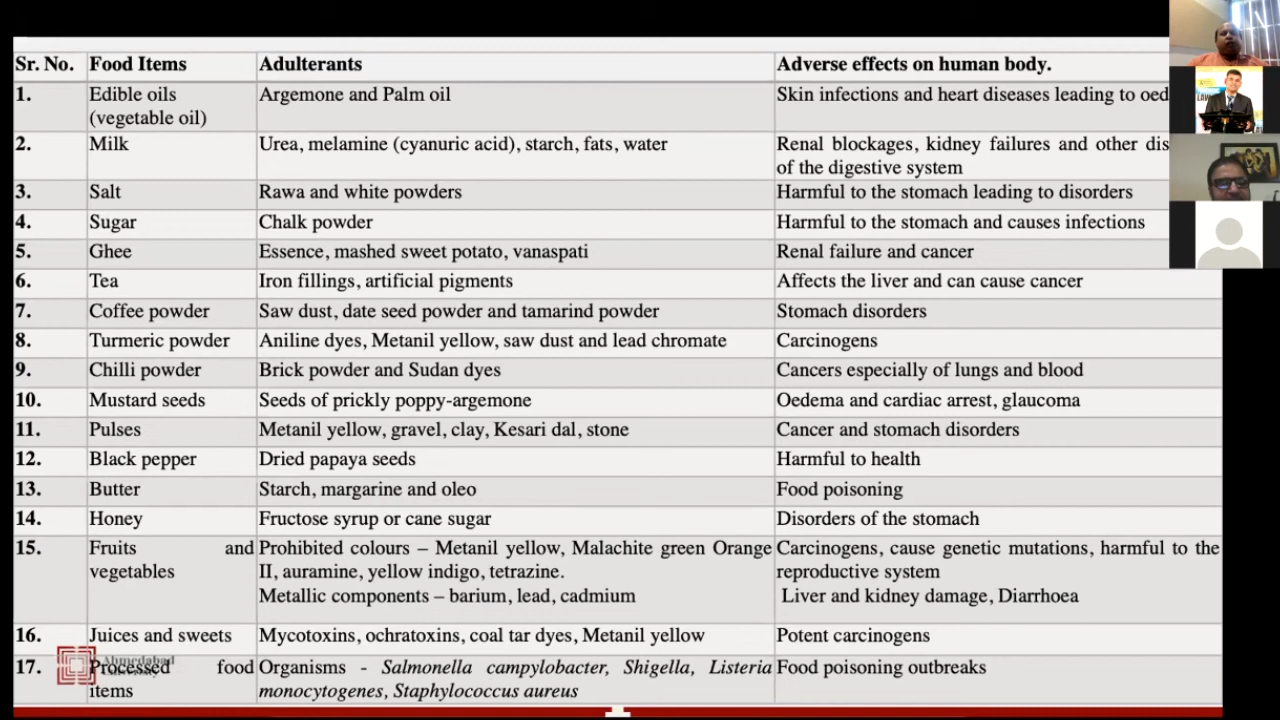 Sr. No. Food Items Adulterants Adverse effects on human body.
1. Edible oils Argemone and Palm oil Skin infections and heart diseases leading to oed
(vegetable oil)
2. Milk Urea, melamine (cyanuric acid), starch, fats, water Renal blockages, kidney failures and other dis
of the digestive system
3. Salt Rawa and white powders Harmful to the stomach leading to disorders
4. Sugar Chalk powder Harmful to the stomach and causes infections
5. Ghee Essence, mashed sweet potato, vanaspati Renal failure and cancer
6. Tea Iron fillings, artificial pigments Affects the liver and can cause cancer
7. Coffee powder Saw dust, date seed powder and tamarind powder Stomach disorders
8. Turmeric powder Aniline dyes, Metanil yellow, saw dust and lead chromate Carcinogens
9. Chilli powder Brick powder and Sudan dyes Cancers especially of lungs and blood
10. Mustard seeds Seeds of prickly poppy-argemone Oedema and cardiac arrest, glaucoma
11. Pulses Metanil yellow, gravel, clay, Kesari dal, stone Cancer and stomach disorders
12. Black pepper Dried papaya seeds Harmful to health
13. Butter Starch, margarine and oleo Food poisoning
14. Honey Fructose syrup or cane sugar Disorders of the stomach
15. Fruits and Prohibited colours – Metanil yellow, Malachite green Orange Carcinogens, cause genetic mutations, harmful to the
vegetables II, auramine, yellow indigo, tetrazine. reproductive system
Metallic components – barium, lead, cadmium Liver and kidney damage, Diarrhoea
16. Juices and sweets Mycotoxins, ochratoxins, coal tar dyes, Metanil yellow Potent carcinogens
17. Processed food Organisms - Salmonella caupylobacter, Shigella, Listeria Food poisoning outbreaks
items monocytogenes, Staphylococcus aureus
Ahmedabad
University